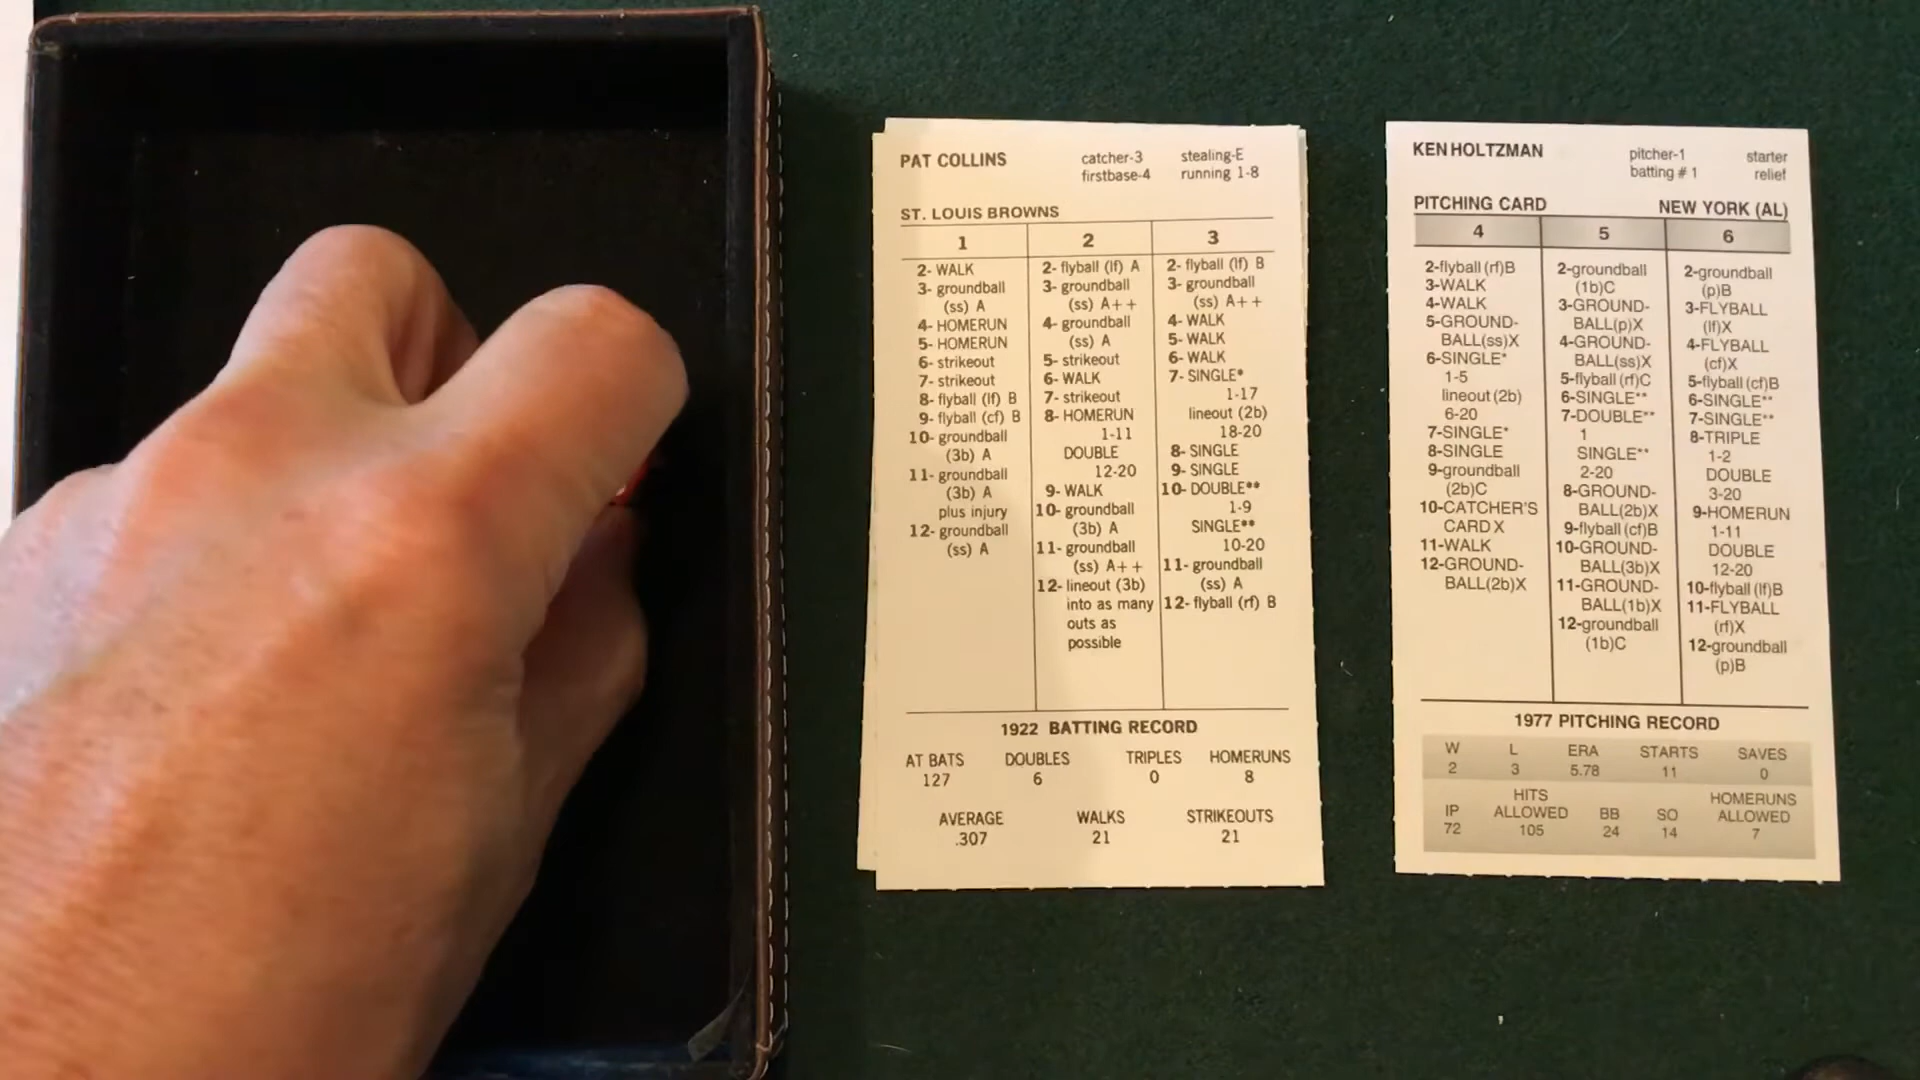 PAT COLLINS
catcher-3
firstbase-4
stealing-E
running 1-8
ST. LOUIS BROWNS
1
2- WALK
3- groundball
(ss) A
4- HOMERUN
5- HOMERUN
6- strikeout
7- strikeout
8- flyball (lf) B
9- flyball (cf) B
10- groundball
(3b) A
11- groundball
(3b) A
plus injury
12- groundball
(ss) A
2
2- flyball (lf) A
3- groundball
(ss) A++
4- groundball
(ss) A
5- strikeout
6- WALK
7- strikeout
8- HOMERUN
1-11
DOUBLE
12-20
9- WALK
10- groundball
(3b) A
11- groundball
(ss) A++
12- lineout (3b)
into as many
outs as
possible
3
2- flyball (lf) B
3- groundball
(ss) A++
4- WALK
5- WALK
6- WALK
7- SINGLE*
1-17
lineout (2b)
18-20
8- SINGLE
9- SINGLE
10- DOUBLE**
1-9
SINGLE**
10-20
11- groundball
(ss) A
12- flyball (rf) B
1922 BATTING RECORD
AT BATS DOUBLES TRIPLES HOMERUNS
127 6 0 8
AVERAGE WALKS STRIKEOUTS
.307 21 21
KEN HOLTZMAN
pitcher-1
batting # 1
starter
relief
PITCHING CARD NEW YORK (AL)
4
2-flyball (rf)B
3-WALK
4-WALK
5-GROUND-
BALL(ss)X
6-SINGLE*
1-5
lineout (2b)
6-20
7-SINGLE*
8-SINGLE
9-groundball
(2b)C
10-CATCHER'S
CARD X
11-WALK
12-GROUND-
BALL(2b)X
5
2-groundball
(1b)C
3-GROUND-
BALL(p)X
4-GROUND-
BALL(ss)X
5-flyball (rf)C
6-SINGLE**
7-DOUBLE**
1
SINGLE**
2-20
8-GROUND-
BALL(2b)X
9-flyball (cf)B
10-GROUND-
BALL(3b)X
11-GROUND-
BALL(1b)X
12-groundball
(1b)C
6
2-groundball
(p)B
3-FLYBALL
(lf)X
4-FLYBALL
(cf)X
5-flyball (cf)B
6-SINGLE**
7-SINGLE**
8-TRIPLE
1-2
DOUBLE
3-20
9-HOMERUN
1-11
DOUBLE
12-20
10-flyball (lf)B
11-FLYBALL
(rf)X
12-groundball
(p)B
1977 PITCHING RECORD
W L ERA STARTS SAVES
2 3 5.78 11 0
IP HITS ALLOWED BB SO HOMERUNS ALLOWED
72 105 24 14 7